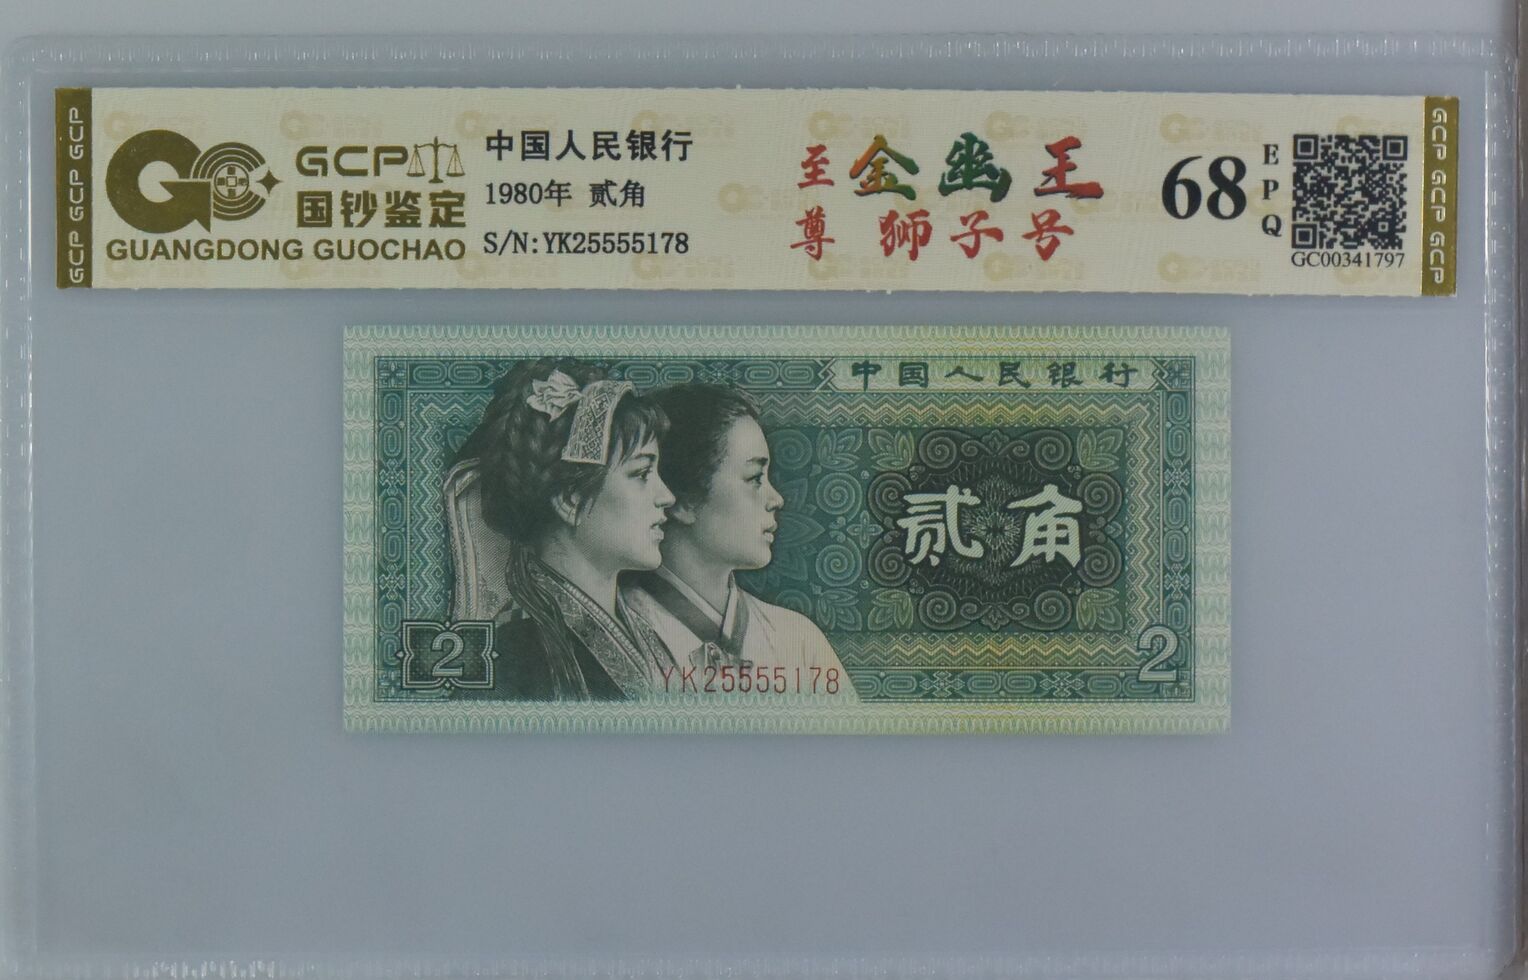 GCP GCP GCP
GCP
国钞鉴定
GUANGDONG GUOCHAO
中国人民银行
1980年 贰角
S/N:YK25555178
至尊
金幽王
狮子号
68
EPQ
GC00341797
GCP GCP GCP
中国人民银行
贰角
2
2
YK25555178